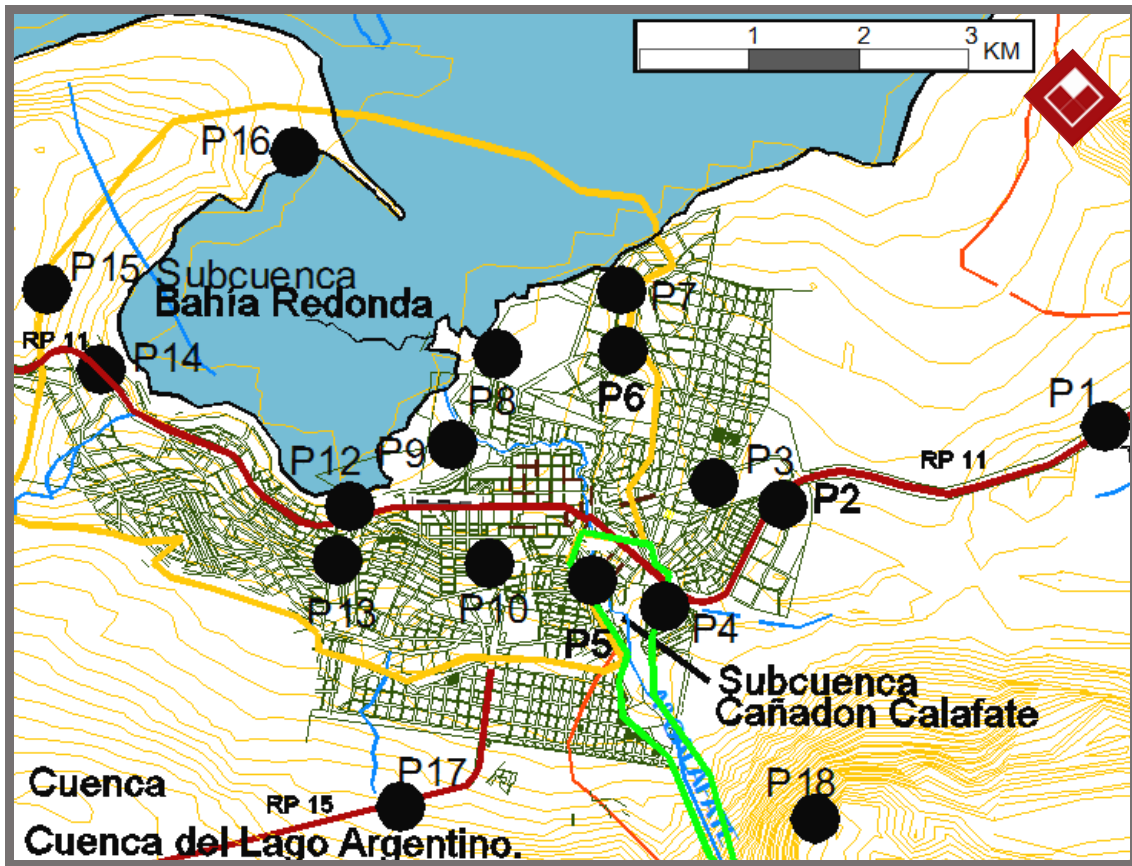 1 2 3 KM
P16
P15 Subcuenca
Bahía Redonda
P7
RP 11
P14
P8
P6
P1
P9
P12
P3
RP 11
P2
P13
P10
P5
P4
Subcuenca
Cañadon Calafate
A° CALAFATE
Cuenca
P17
P18
RP 15
Cuenca del Lago Argentino.